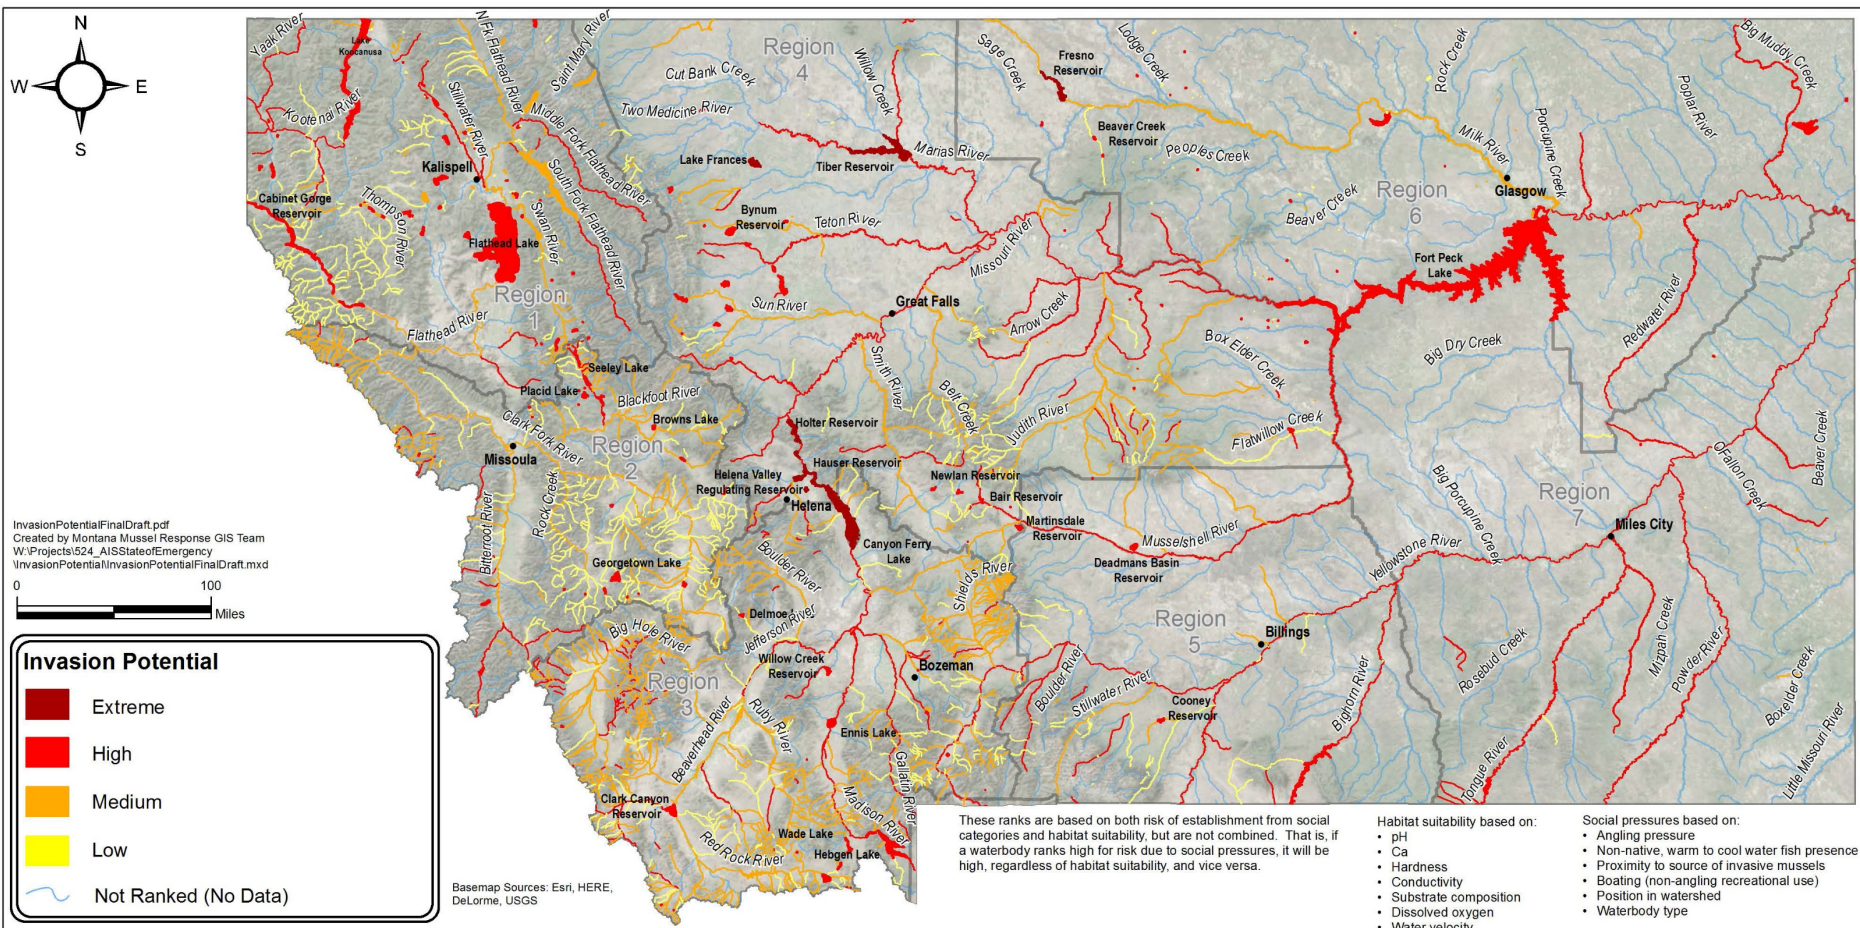 N
W
E
S
Yaak River
Lake
Koocanusa
Kootenai River
N Fk Flathead River
Saint Mary River
Stillwater River
Middle Fork Flathead River
South Fork Flathead River
Kalispell
Cabinet Gorge
Reservoir
Thompson River
Flathead Lake
Swan River
Region
1
Flathead River
Region
4
Cut Bank Creek
Two Medicine River
Willow Creek
Lake Frances
Tiber Reservoir
Marias River
Bynum
Reservoir
Teton River
Missouri River
Sun River
Great Falls
Arrow Creek
Sage Creek
Fresno
Reservoir
Lodge Creek
Beaver Creek
Reservoir
Peoples Creek
Rock Creek
Milk River
Porcupine Creek
Poplar River
Big Muddy Creek
Beaver Creek
Region
6
Glasgow
Fort Peck
Lake
Redwater River
Big Dry Creek
Box Elder Creek
Flatwillow Creek
Seeley Lake
Placid Lake
Blackfoot River
Browns Lake
Clark Fork River
Region
2
Missoula
Rock Creek
Bitterroot River
Georgetown Lake
Smith River
Belt Creek
Judith River
Holter Reservoir
Hauser Reservoir
Helena Valley
Regulating Reservoir
Helena
Newlan Reservoir
Bair Reservoir
Martinsdale
Reservoir
Canyon Ferry
Lake
Musselshell River
Deadmans Basin
Reservoir
Shields River
Boulder River
Delmoe
Jefferson River
Big Hole River
Willow Creek
Reservoir
Bozeman
Region
3
Beaverhead River
Ruby River
Ennis Lake
Gallatin River
Madison River
Clark Canyon
Reservoir
Red Rock River
Wade Lake
Hebgen Lake
Boulder River
Stillwater River
Region
5
Billings
Cooney
Reservoir
Bighorn River
Yellowstone River
Big Porcupine Creek
Region
7
Miles City
OFallon Creek
Beaver Creek
Rosebud Creek
Mizpah Creek
Powder River
Tongue River
Boxelder Creek
Little Missouri River
InvasionPotentialFinalDraft.pdf
Created by Montana Mussel Response GIS Team
W:\Projects\524_AISStateofEmergency
\InvasionPotential\InvasionPotentialFinalDraft.mxd
0 100
Miles
Invasion Potential
Extreme
High
Medium
Low
Not Ranked (No Data)
Basemap Sources: Esri, HERE,
DeLorme, USGS
These ranks are based on both risk of establishment from social
categories and habitat suitability, but are not combined. That is, if
a waterbody ranks high for risk due to social pressures, it will be
high, regardless of habitat suitability, and vice versa.
Habitat suitability based on:
• pH
• Ca
• Hardness
• Conductivity
• Substrate composition
• Dissolved oxygen
• Water velocity
Social pressures based on:
• Angling pressure
• Non-native, warm to cool water fish presence
• Proximity to source of invasive mussels
• Boating (non-angling recreational use)
• Position in watershed
• Waterbody type